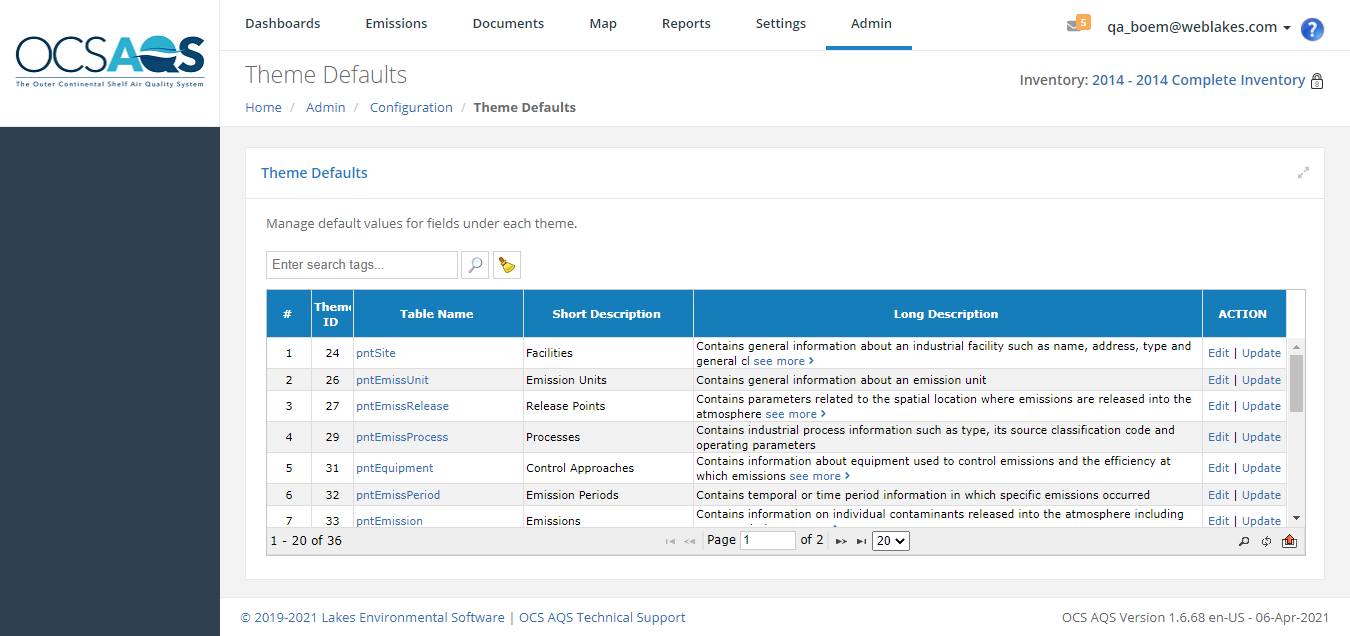 OCSAQS
The Outer Continental Shelf Air Quality System
Dashboards Emissions Documents Map Reports Settings Admin
5 qa_boem@weblakes.com ?
Theme Defaults
Inventory: 2014 - 2014 Complete Inventory
Home / Admin / Configuration / Theme Defaults
Theme Defaults
Manage default values for fields under each theme.
Enter search tags...
# Theme ID Table Name Short Description Long Description ACTION
1 24 pntSite Facilities Contains general information about an industrial facility such as name, address, type and
general cl see more > Edit | Update
2 26 pntEmissUnit Emission Units Contains general information about an emission unit Edit | Update
3 27 pntEmissRelease Release Points Contains parameters related to the spatial location where emissions are released into the
atmosphere see more > Edit | Update
4 29 pntEmissProcess Processes Contains industrial process information such as type, its source classification code and
operating parameters Edit | Update
5 31 pntEquipment Control Approaches Contains information about equipment used to control emissions and the efficiency at
which emissions see more > Edit | Update
6 32 pntEmissPeriod Emission Periods Contains temporal or time period information in which specific emissions occurred Edit | Update
7 33 pntEmission Emissions Contains information on individual contaminants released into the atmosphere including
Edit | Update
1 - 20 of 36 Page 1 of 2 20
© 2019-2021 Lakes Environmental Software | OCS AQS Technical Support
OCS AQS Version 1.6.68 en-US - 06-Apr-2021